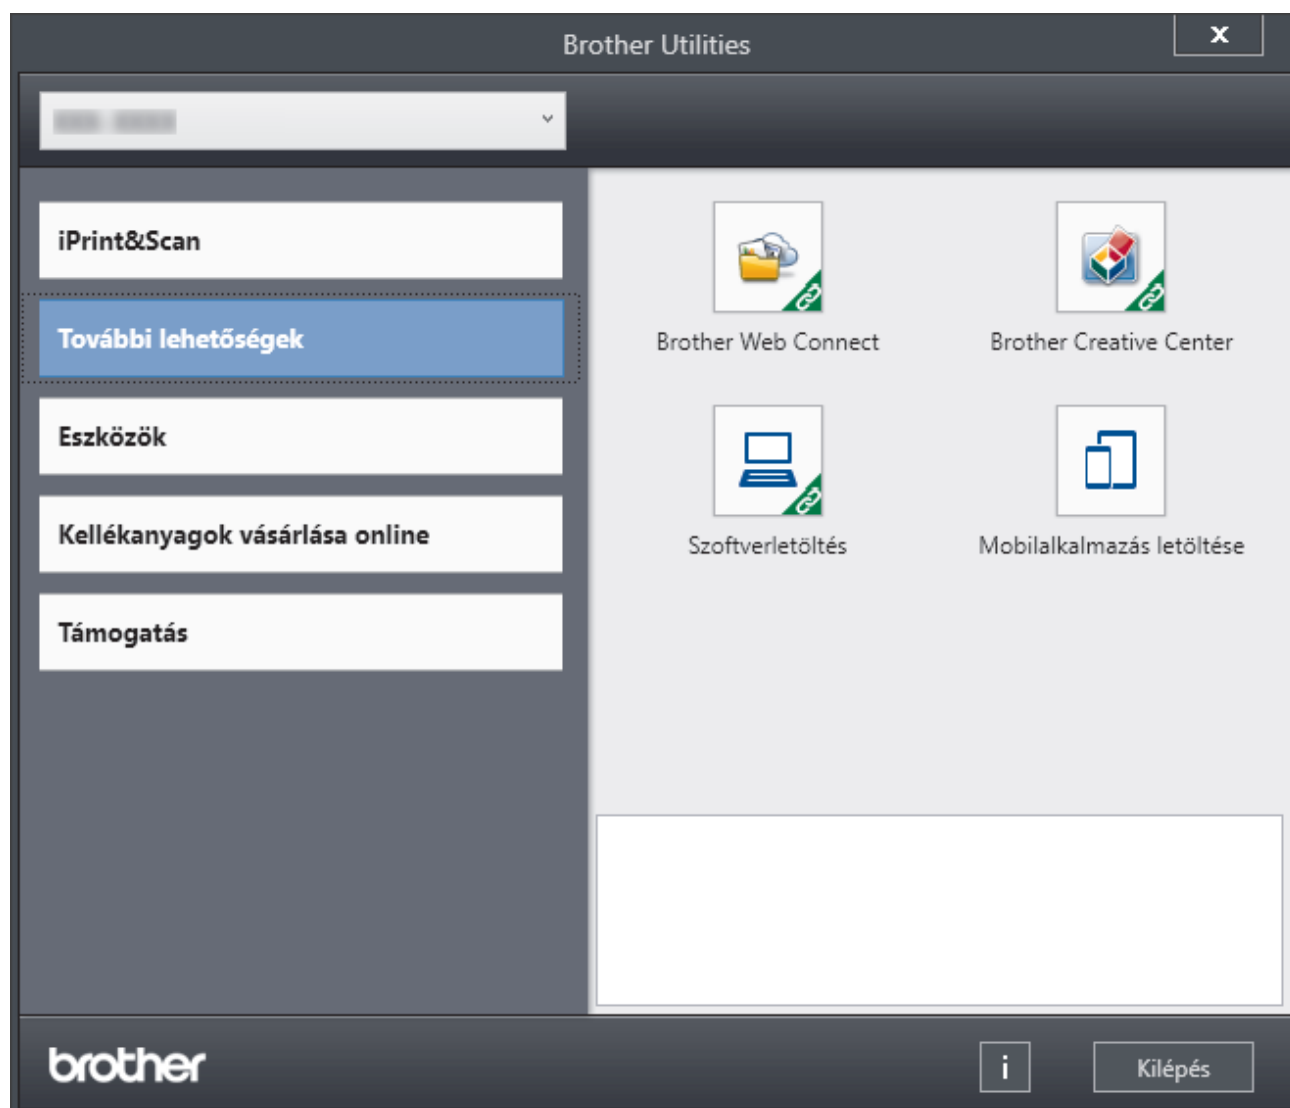 Brother Utilities
x
iPrint&Scan
További lehetőségek
Eszközök
Kellékanyagok vásárlása online
Támogatás
Brother Web Connect
Brother Creative Center
Szoftverletöltés
Mobilalkalmazás letöltése
brother
i
Kilépés